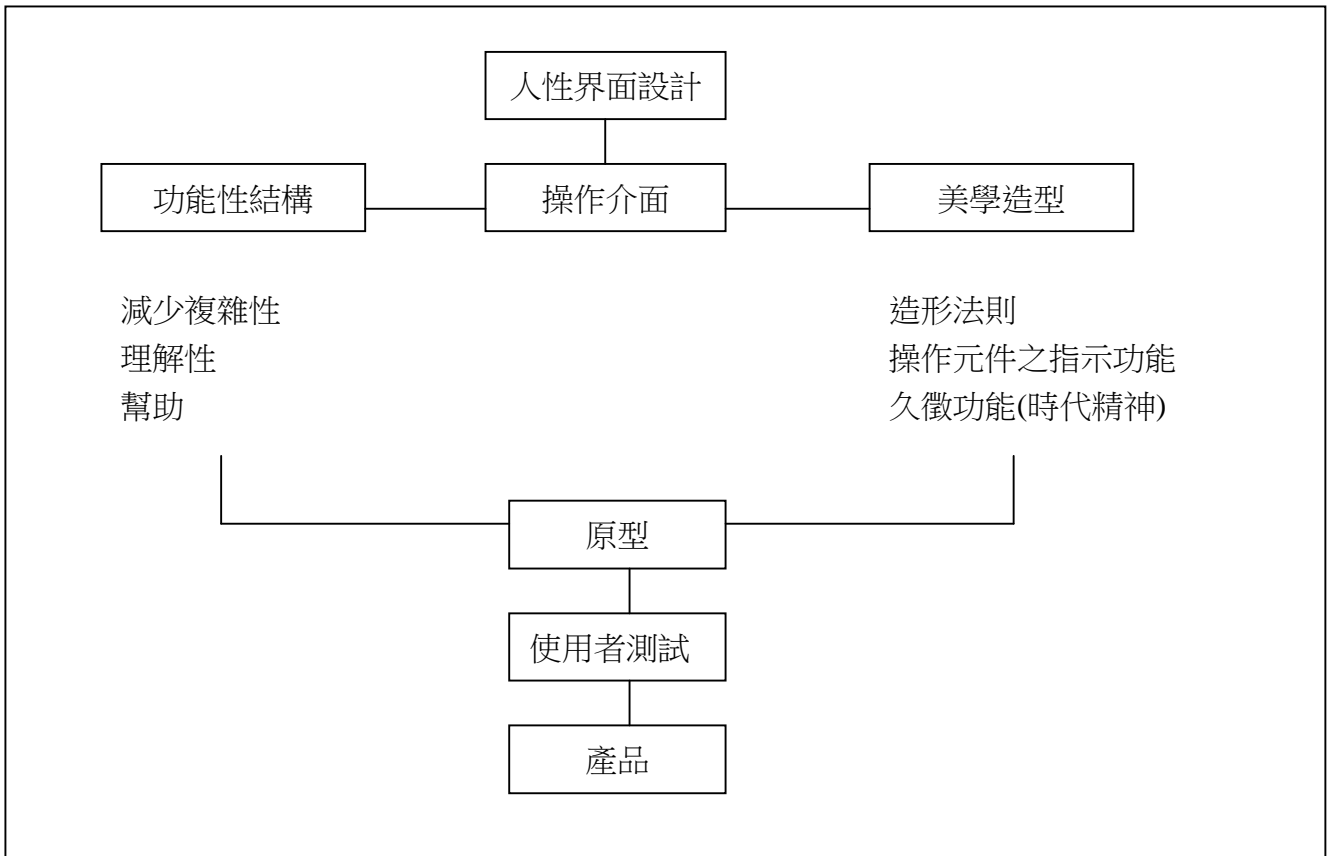 人性界面設計
功能性結構
操作介面
美學造型
減少複雜性
理解性
幫助
造形法則
操作元件之指示功能
久徵功能(時代精神)
原型
使用者測試
產品